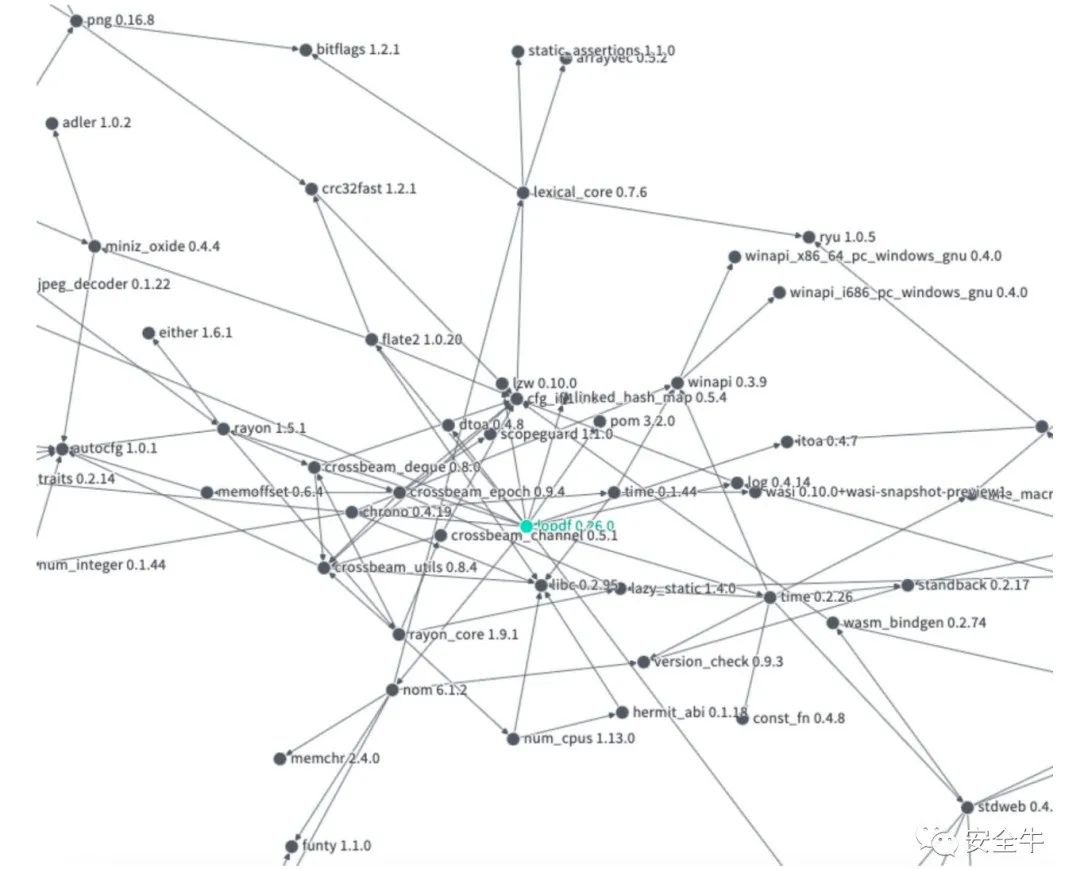 png 0.16.8
bitflags 1.2.1
static_assertions 1.1.0
arrayvec 0.5.2
adler 1.0.2
crc32fast 1.2.1
lexical_core 0.7.6
miniz_oxide 0.4.4
ryu 1.0.5
winapi_x86_64_pc_windows_gnu 0.4.0
jpeg_decoder 0.1.22
winapi_i686_pc_windows_gnu 0.4.0
either 1.6.1
flate2 1.0.20
lzw 0.10.0
winapi 0.3.9
cfg_if
linked_hash_map 0.5.4
rayon 1.5.1
dtoa 0.4.8
pom 3.2.0
scopeguard 1.1.0
itoa 0.4.7
autocfg 1.0.1
crossbeam_deque 0.8.0
traits 0.2.14
log 0.4.14
memoffset 0.6.4
crossbeam_epoch 0.9.4
time 0.1.44
wasi 0.10.0+wasi-snapshot-preview1
_macr
chrono 0.4.19
lopdf 0.26.0
crossbeam_channel 0.5.1
num_integer 0.1.44
crossbeam_utils 0.8.4
libc 0.2.95
lazy_static 1.4.0
time 0.2.26
standback 0.2.17
wasm_bindgen 0.2.74
rayon_core 1.9.1
version_check 0.9.3
nom 6.1.2
hermit_abi 0.1.18
const_fn 0.4.8
num_cpus 1.13.0
memchr 2.4.0
stdweb 0.4.
funty 1.1.0
安全牛